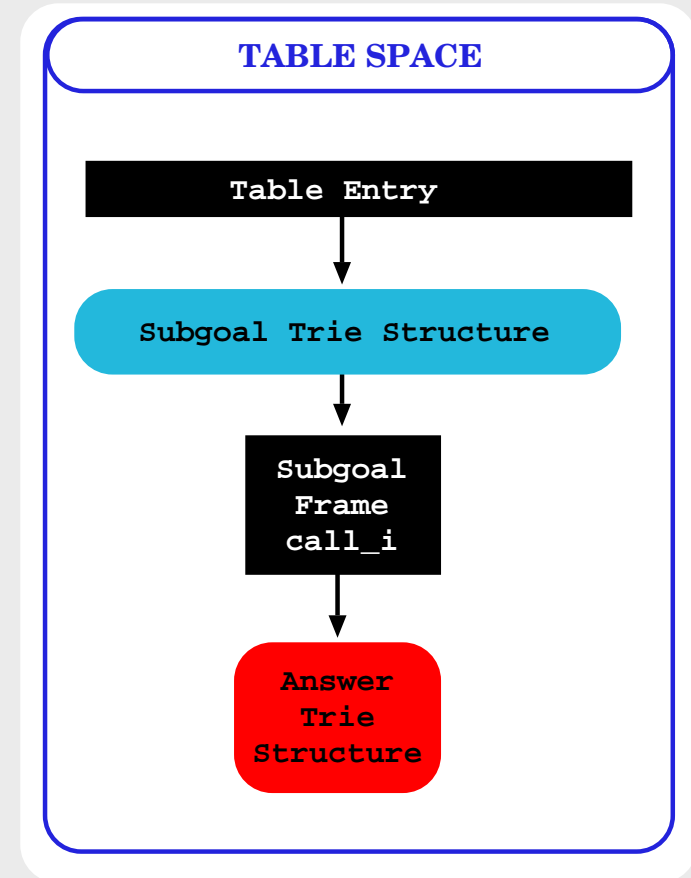 TABLE SPACE
Table Entry
Subgoal Trie Structure
Subgoal
Frame
call_i
Answer
Trie
Structure